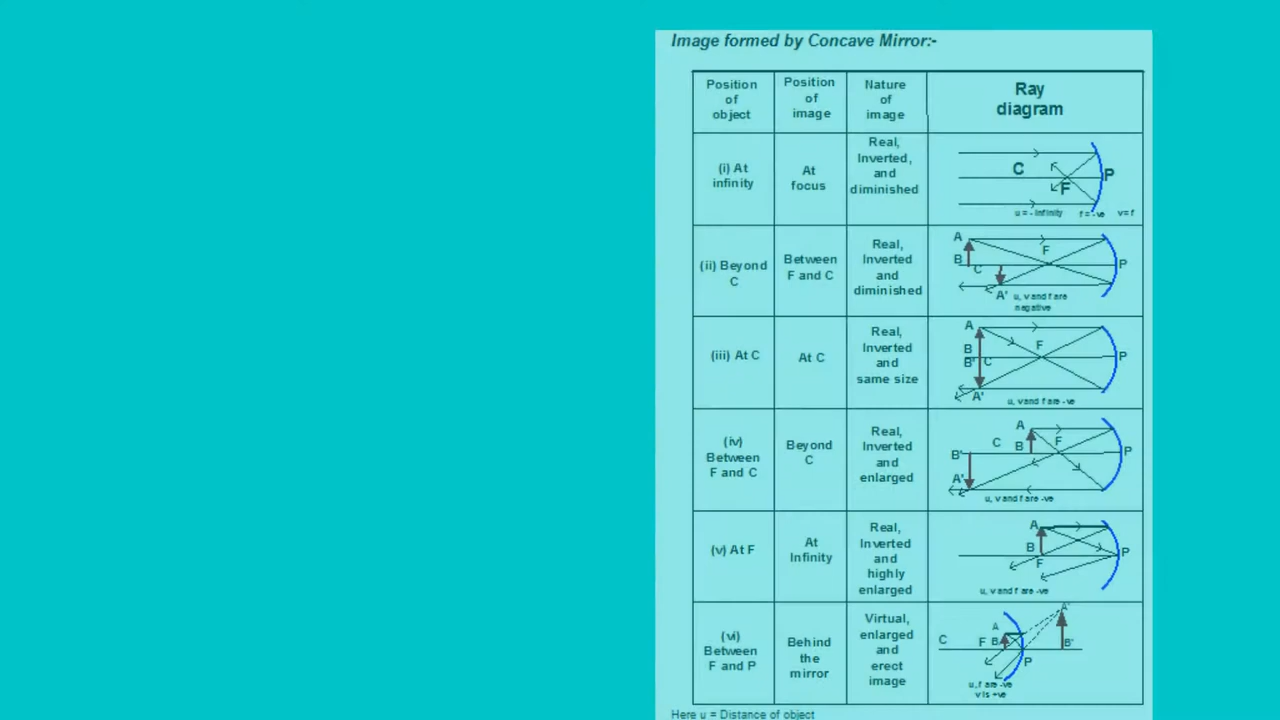 Image formed by Concave Mirror:-
Position
of
object
Position
of
image
Nature
of
image
Ray
diagram
(i) At
infinity
At
focus
Real,
Inverted,
and
diminished
C
F
P
u = - Infinity f = -ve v = f
(ii) Beyond
C
Between
F and C
Real,
Inverted
and
diminished
A
B
C
F
P
A' u, v and f are
negative
(iii) At C
At C
Real,
Inverted
and
same size
A
B
B' C
F
P
A'
u, v and f are -ve
(iv)
Between
F and C
Beyond
C
Real,
Inverted
and
enlarged
A
C B F
B'
P
A'
u, v and f are -ve
(v) At F
At
Infinity
Real,
Inverted
and
highly
enlarged
A
B
F
P
u, v and f are -ve
(vi)
Between
F and P
Behind
the
mirror
Virtual,
enlarged
and
erect
image
A'
A
C F B B'
P
u, f are -ve
v is +ve
Here u = Distance of object